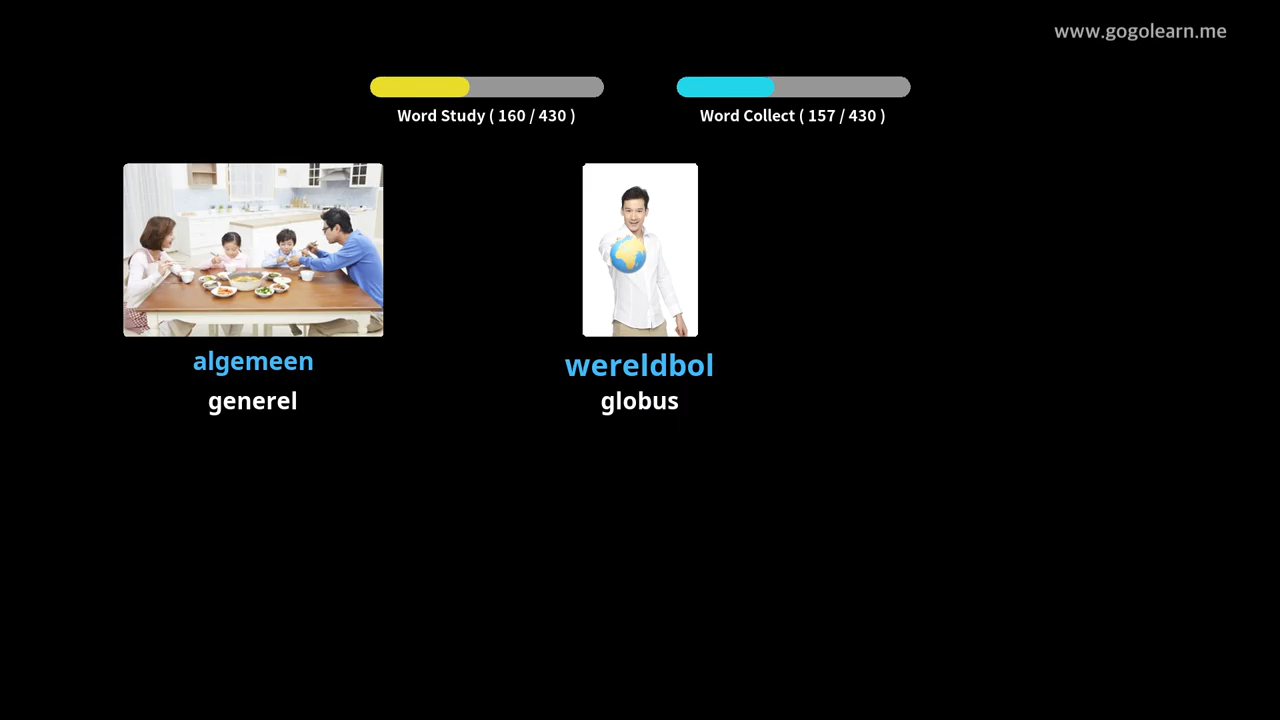 www.gogolearn.me
Word Study ( 160 / 430 )
Word Collect ( 157 / 430 )
algemeen
generel
wereldbol
globus